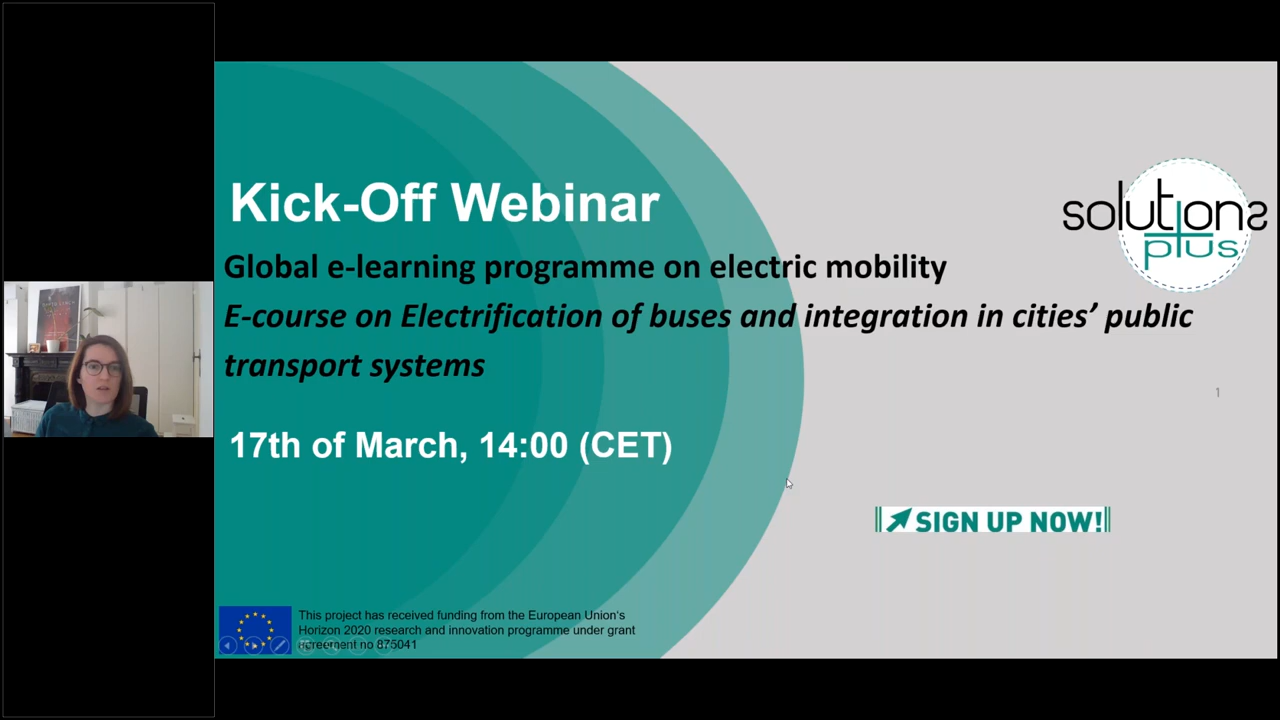 Kick-Off Webinar
solutions
plus
Global e-learning programme on electric mobility
E-course on Electrification of buses and integration in cities’ public
transport systems
1
17th of March, 14:00 (CET)
SIGN UP NOW!
This project has received funding from the European Union’s
Horizon 2020 research and innovation programme under grant
agreement no 875041